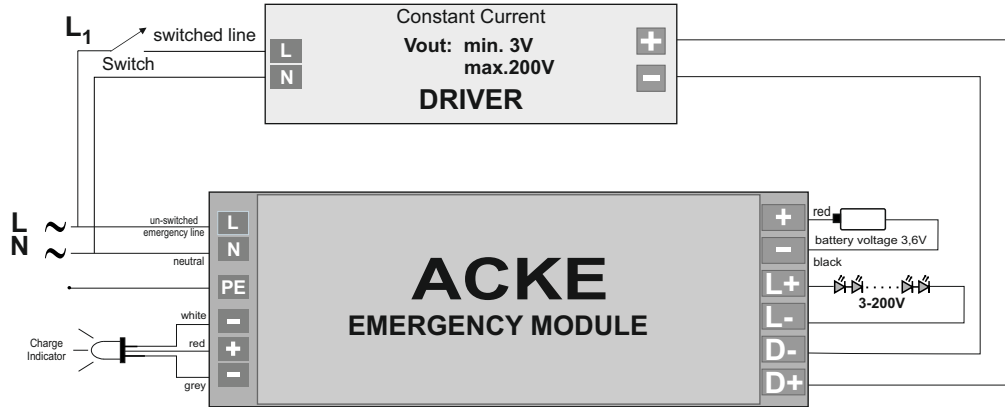 L1
switched line
Switch
Constant Current
Vout: min. 3V
max.200V
DRIVER
L
N
+
−
L ~
N ~
un-switched
emergency line
neutral
L
N
PE
−
+
−
white
red
grey
Charge
Indicator
ACKE
EMERGENCY MODULE
+
−
L+
L-
D-
D+
red
battery voltage 3,6V
black
3-200V